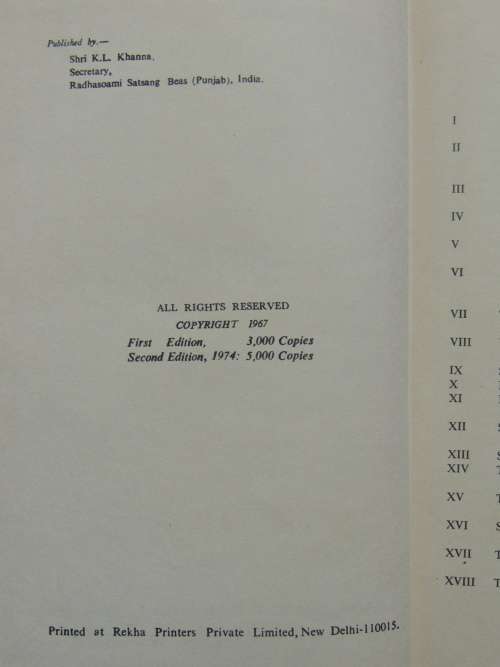 Published by.—
Shri K.L. Khanna,
Secretary,
Radhasoami Satsang Beas (Punjab), India.
ALL RIGHTS RESERVED
COPYRIGHT 1967
First Edition, 3,000 Copies
Second Edition, 1974: 5,000 Copies
Printed at Rekha Printers Private Limited, New Delhi-110015.
I
II
III
IV
V
VI
VII
VIII
IX
X
XI
XII
XIII
XIV
XV
XVI
XVII
XVIII